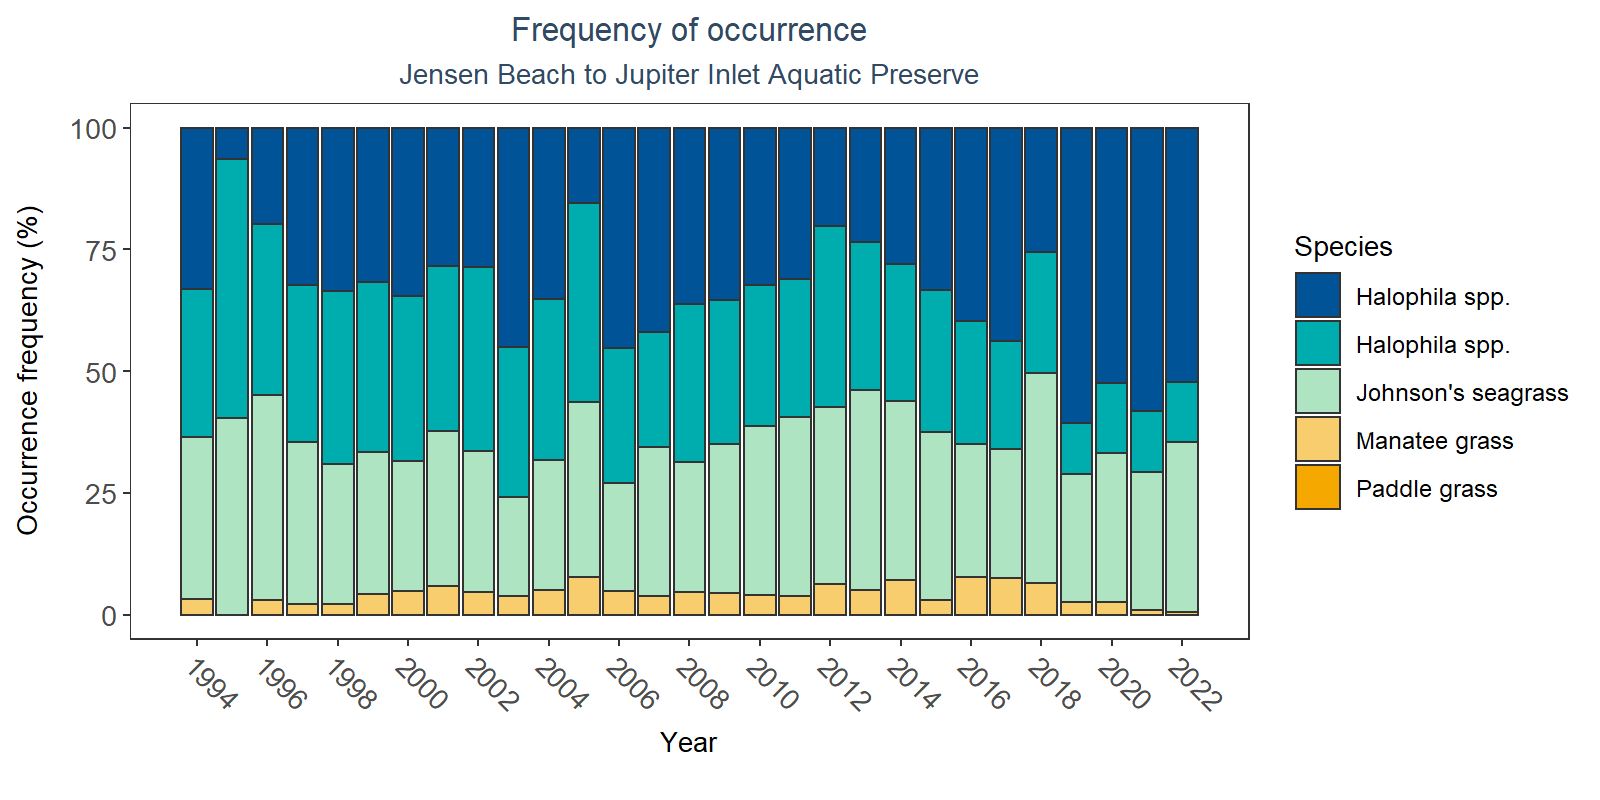 Frequency of occurrence
Jensen Beach to Jupiter Inlet Aquatic Preserve
Occurrence frequency (%)
100
75
50
25
0
1994
1996
1998
2000
2002
2004
2006
2008
2010
2012
2014
2016
2018
2020
2022
Year
Species
Halophila spp.
Halophila spp.
Johnson's seagrass
Manatee grass
Paddle grass